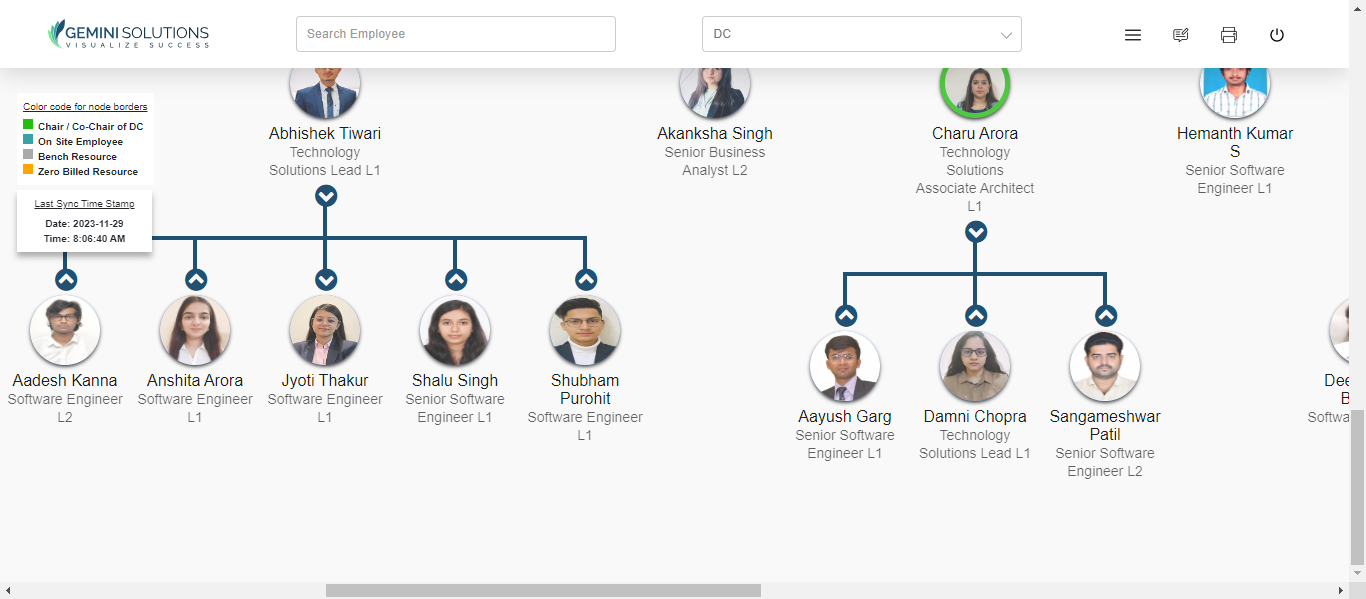 GEMINI SOLUTIONS
VISUALIZE SUCCESS
Search Employee
DC
Color code for node borders
Chair / Co-Chair of DC
On Site Employee
Bench Resource
Zero Billed Resource
Last Sync Time Stamp
Date: 2023-11-29
Time: 8:06:40 AM
Abhishek Tiwari
Technology
Solutions Lead L1
Akanksha Singh
Senior Business
Analyst L2
Charu Arora
Technology
Solutions
Associate Architect
L1
Hemanth Kumar
S
Senior Software
Engineer L1
Aadesh Kanna
Software Engineer
L2
Anshita Arora
Software Engineer
L1
Jyoti Thakur
Software Engineer
L1
Shalu Singh
Senior Software
Engineer L1
Shubham
Purohit
Software Engineer
L1
Aayush Garg
Senior Software
Engineer L1
Damni Chopra
Technology
Solutions Lead L1
Sangameshwar
Patil
Senior Software
Engineer L2
Dee
B
Softwa